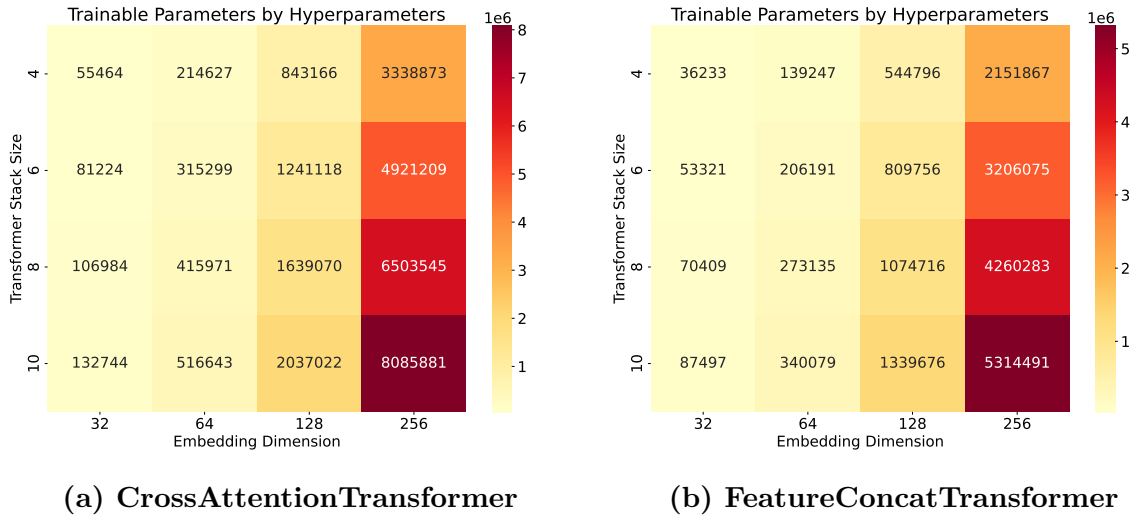 Trainable Parameters by Hyperparameters
1e6
8
7
6
5
4
3
2
1
4
6
8
10
Transformer Stack Size
55464 214627 843166 3338873
81224 315299 1241118 4921209
106984 415971 1639070 6503545
132744 516643 2037022 8085881
32 64 128 256
Embedding Dimension
(a) CrossAttentionTransformer
Trainable Parameters by Hyperparameters
1e6
5
4
3
2
1
4
6
8
10
Transformer Stack Size
36233 139247 544796 2151867
53321 206191 809756 3206075
70409 273135 1074716 4260283
87497 340079 1339676 5314491
32 64 128 256
Embedding Dimension
(b) FeatureConcatTransformer